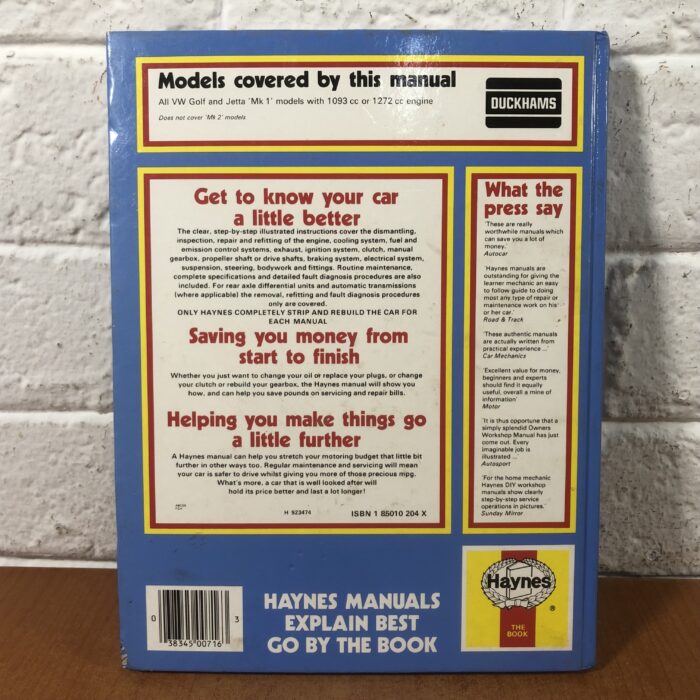 Models covered by this manual
All VW Golf and Jetta 'Mk 1' models with 1093 cc or 1272 cc engine
Does not cover 'Mk 2' models
DUCKHAMS
Get to know your car
a little better
The clear, step-by-step illustrated instructions cover the dismantling,
inspection, repair and refitting of the engine, cooling system, fuel and
emission control systems, exhaust, ignition system, clutch, manual
gearbox, propeller shaft or drive shafts, braking system, electrical system,
suspension, steering, bodywork and fittings. Routine maintenance,
complete specifications and detailed fault diagnosis procedures are also
included. For rear axle differential units and automatic transmissions
(where applicable) the removal, refitting and fault diagnosis procedures
only are covered.
ONLY HAYNES COMPLETELY STRIP AND REBUILD THE CAR FOR
EACH MANUAL
Saving you money from
start to finish
Whether you just want to change your oil or replace your plugs, or change
your clutch or rebuild your gearbox, the Haynes manual will show you
how. and can help you save pounds on servicing and repair bills.
Helping you make things go
a little further
A Haynes manual can help you stretch your motoring budget that little bit
further in other ways too. Regular maintenance and servicing will mean
your car is safer to drive whilst giving you more of those precious mpg.
What's more, a car that is well looked after will
hold its price better and last a lot longer!
H 923474
ISBN 1 85010 204 X
What the
press say
'These are really
worthwhile manuals which
can save you a lot of
money.'
Autocar
'Haynes manuals are
outstanding for giving the
learner mechanic an easy
to follow guide to doing
most any type of repair or
maintenance work on his
or her car.'
Road & Track
'These authentic manuals
are actually written from
practical experience ...'
Car Mechanics
'Excellent value for money,
beginners and experts
should find it equally
useful, overall a mine of
information'
Motor
'It is thus opportune that a
simply splendid Owners
Workshop Manual has just
come out. Every
imaginable job is
illustrated ...'
Autosport
'For the home mechanic
Haynes DIY workshop
manuals show clearly
step-by-step service
operations in pictures.'
Sunday Mirror
0 38345 00716 3
HAYNES MANUALS
EXPLAIN BEST
GO BY THE BOOK
Haynes
®
THE
BOOK